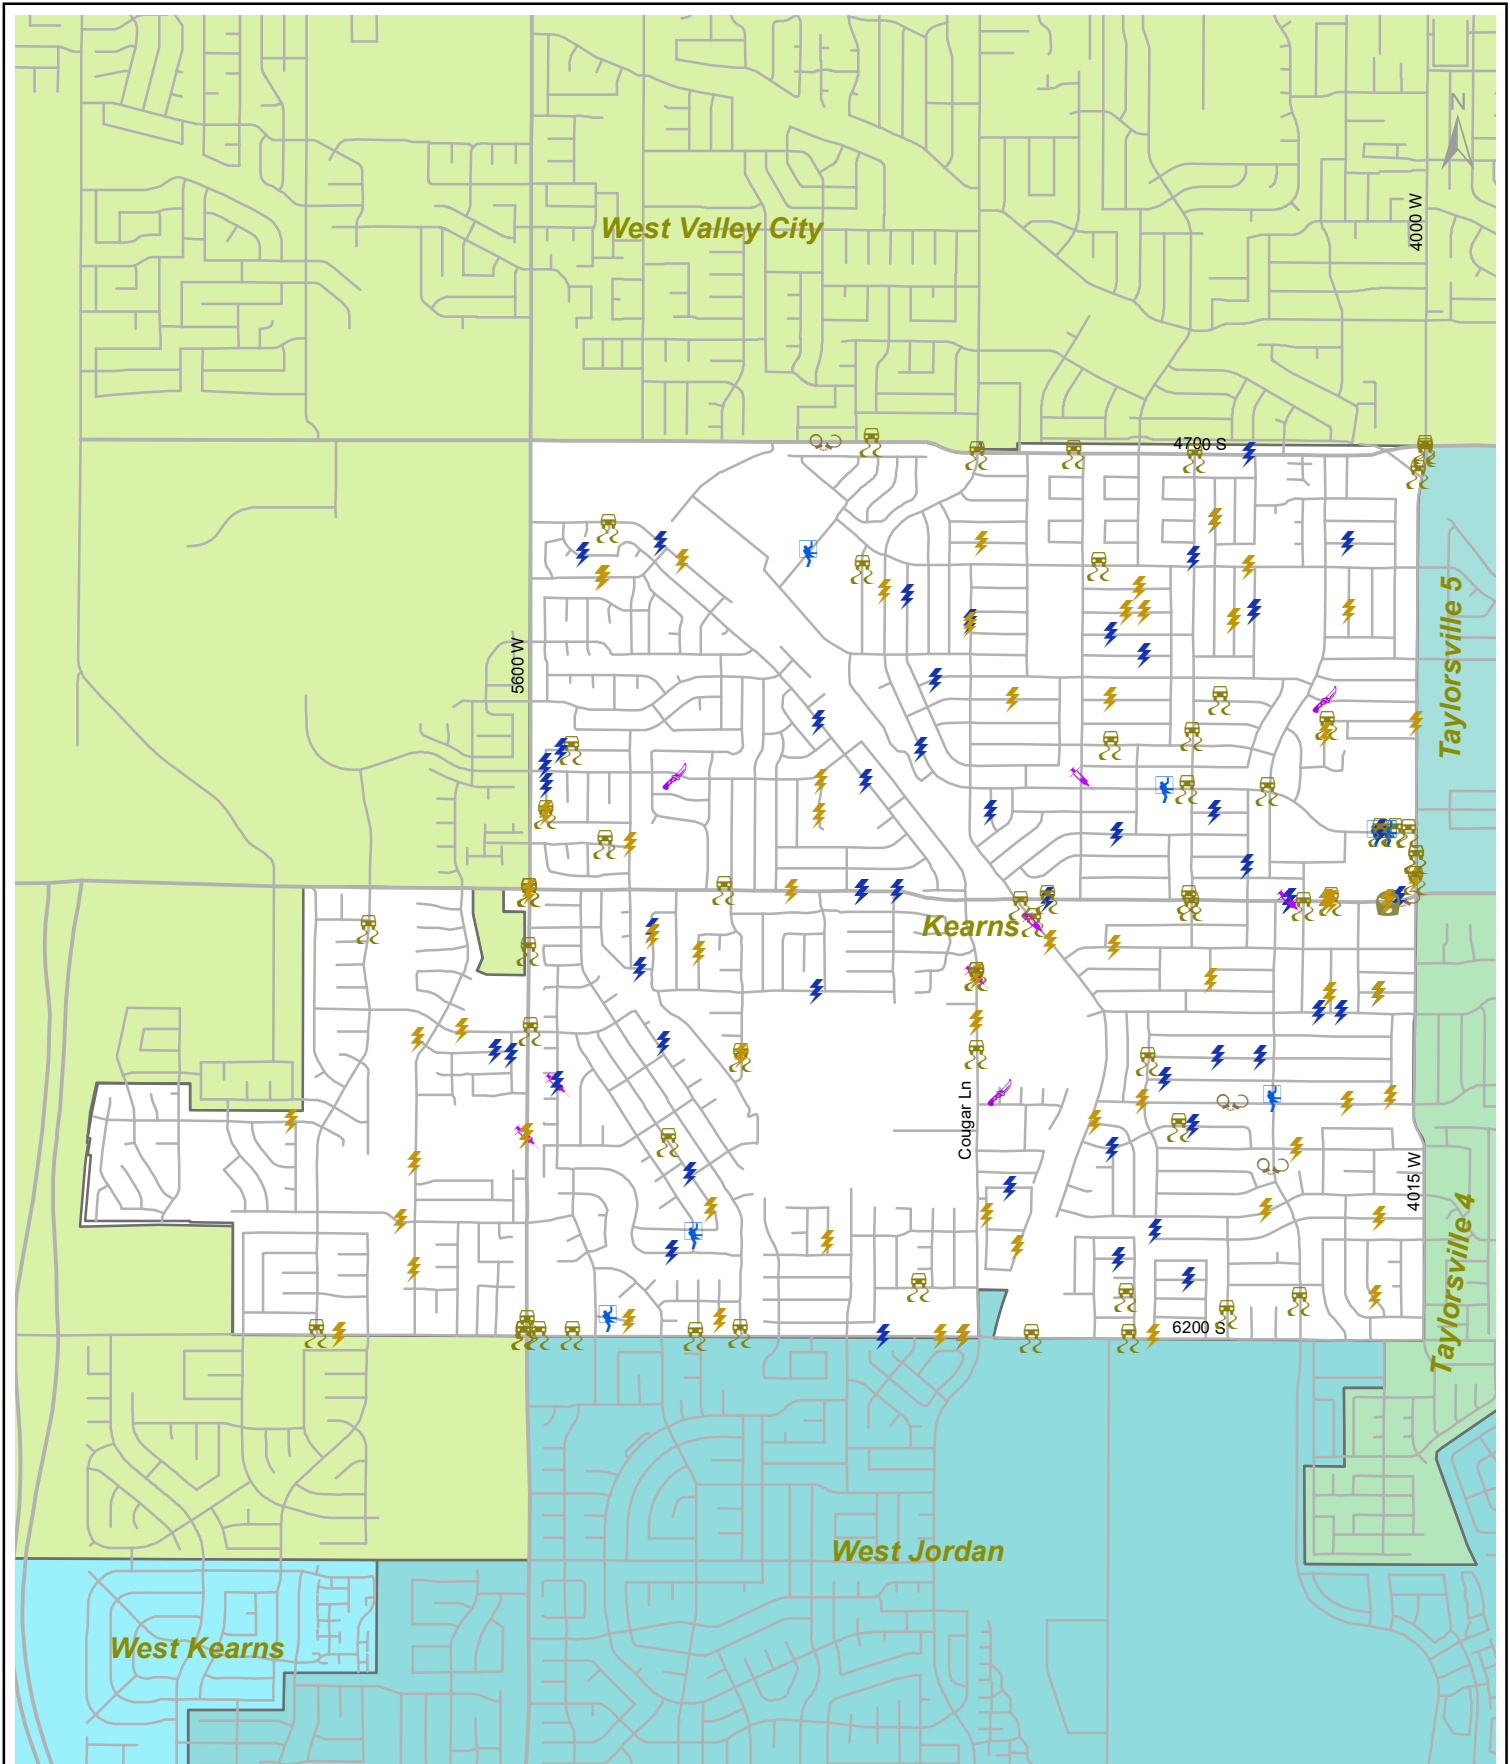 N
4000 W
West Valley City
4700 S
Taylorsville 5
5600 W
Kearns
Cougar Ln
4015 W
Taylorsville 4
6200 S
West Jordan
West Kearns